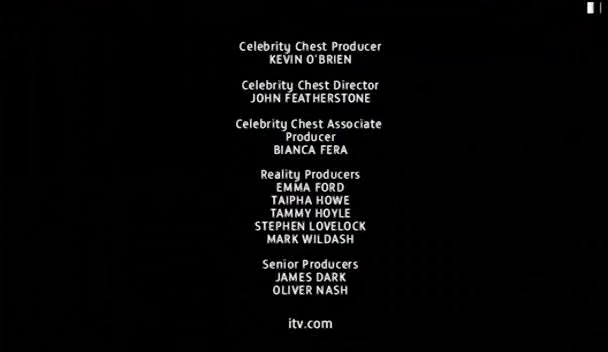 Celebrity Chest Producer
KEVIN O'BRIEN
Celebrity Chest Director
JOHN FEATHERSTONE
Celebrity Chest Associate
Producer
BIANCA FERA
Reality Producers
EMMA FORD
TAIPHA HOWE
TAMMY HOYLE
STEPHEN LOVELOCK
MARK WILDASH
Senior Producers
JAMES DARK
OLIVER NASH
itv.com